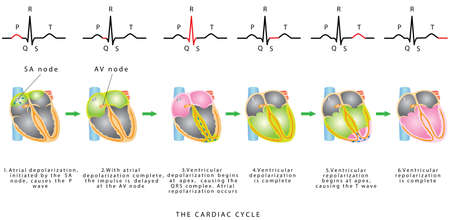 R R R R R R
P T P T P T P T P T P T
Q S Q S Q S Q S Q S Q S
SA node AV node
1.Atrial depolarization,
initiated by the SA
node, causes the P
wave
2.With atrial
depolarization complete,
the impulse is delayed
at the AV node
3.Ventricular
depolarization begins
at apex, causing the
QRS complex. Atrial
repolarization occurs
4.Ventricular
depolarization
is complete
5.Ventricular
repolarization
begins at apex,
causing the T wave
6.Ventricular
repolarization
is complete
THE CARDIAC CYCLE